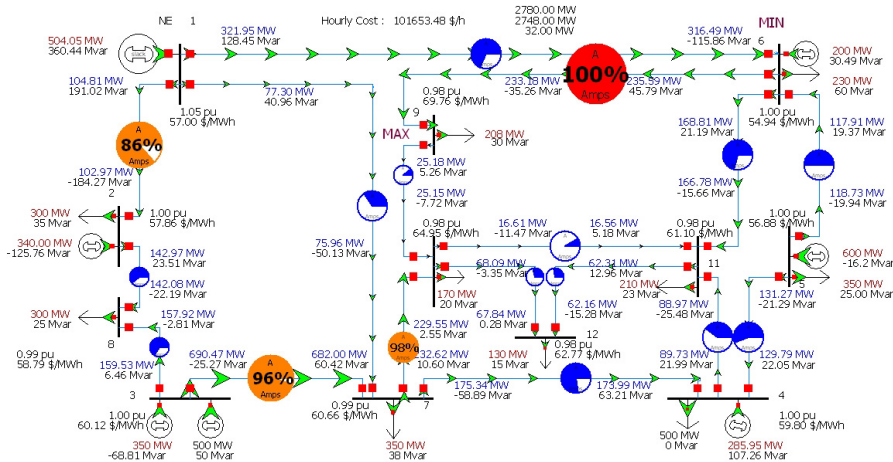 NE
1
Hourly Cost : 101653.48 $/h
2780.00 MW
2748.00 MW
32.00 MW
MIN
504.05 MW
360.44 Mvar
slack
321.95 MW
128.45 Mvar
316.49 MW
-115.86 Mvar
6
200 MW
30.49 Mvar
104.81 MW
191.02 Mvar
77.30 MW
40.96 Mvar
233.18 MW
-35.26 Mvar
A
100%
Amps
235.59 MW
45.79 Mvar
230 MW
60 Mvar
1.05 pu
57.00 $/MWh
0.98 pu
69.76 $/MWh
9
MAX
208 MW
30 Mvar
1.00 pu
54.94 $/MWh
168.81 MW
21.19 Mvar
117.91 MW
19.37 Mvar
A
86%
Amps
102.97 MW
-184.27 Mvar
25.18 MW
5.26 Mvar
25.15 MW
-7.72 Mvar
166.78 MW
-15.66 Mvar
118.73 MW
-19.94 Mvar
2
300 MW
35 Mvar
1.00 pu
57.86 $/MWh
340.00 MW
-125.76 Mvar
142.97 MW
23.51 Mvar
142.08 MW
-22.19 Mvar
75.96 MW
-50.13 Mvar
0.98 pu
64.95 $/MWh
16.61 MW
-11.47 Mvar
16.56 MW
5.18 Mvar
0.98 pu
61.10 $/MWh
1.00 pu
56.88 $/MWh
600 MW
-16.2 Mvar
68.09 MW
-3.35 Mvar
62.31 MW
12.96 Mvar
11
5
350 MW
25.00 Mvar
170 MW
20 Mvar
210 MW
23 Mvar
88.97 MW
-25.48 Mvar
131.27 MW
-21.29 Mvar
300 MW
25 Mvar
8
157.92 MW
-2.81 Mvar
67.84 MW
0.28 Mvar
62.16 MW
-15.28 Mvar
12
229.55 MW
2.55 Mvar
98%
0.98 pu
62.77 $/MWh
130 MW
15 Mvar
0.99 pu
58.79 $/MWh
159.53 MW
6.46 Mvar
690.47 MW
-25.27 Mvar
A
96%
Amps
682.00 MW
60.42 Mvar
232.62 MW
10.60 Mvar
175.34 MW
-58.89 Mvar
173.99 MW
63.21 Mvar
89.73 MW
21.99 Mvar
129.79 MW
22.05 Mvar
3
1.00 pu
60.12 $/MWh
0.99 pu
60.66 $/MWh
7
4
1.00 pu
59.80 $/MWh
350 MW
-68.81 Mvar
500 MW
50 Mvar
350 MW
38 Mvar
500 MW
0 Mvar
285.95 MW
107.26 Mvar